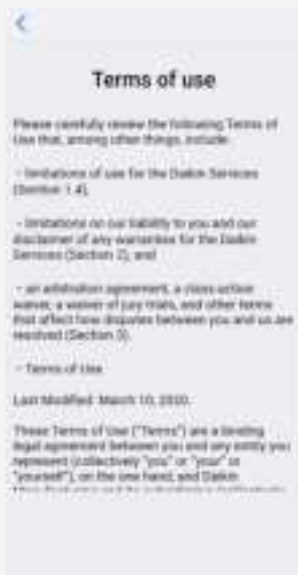 Terms of use
Please carefully review the following Terms of
Use that, among other things, include:
- limitations of use for the Daikin Services
(Section 1.4),
- limitations on our liability to you and our
disclaimer of any warranties for the Daikin
Services (Section 2), and
- an arbitration agreement, a class-action
waiver, a waiver of jury trials, and other terms
that affect how disputes between you and us are
resolved (Section 3).
- Terms of Use
Last Modified: March 10, 2020.
These Terms of Use ("Terms") are a binding
legal agreement between you and any entity you
represent (collectively "you" or "your" or
"yourself"), on the one hand, and Daikin